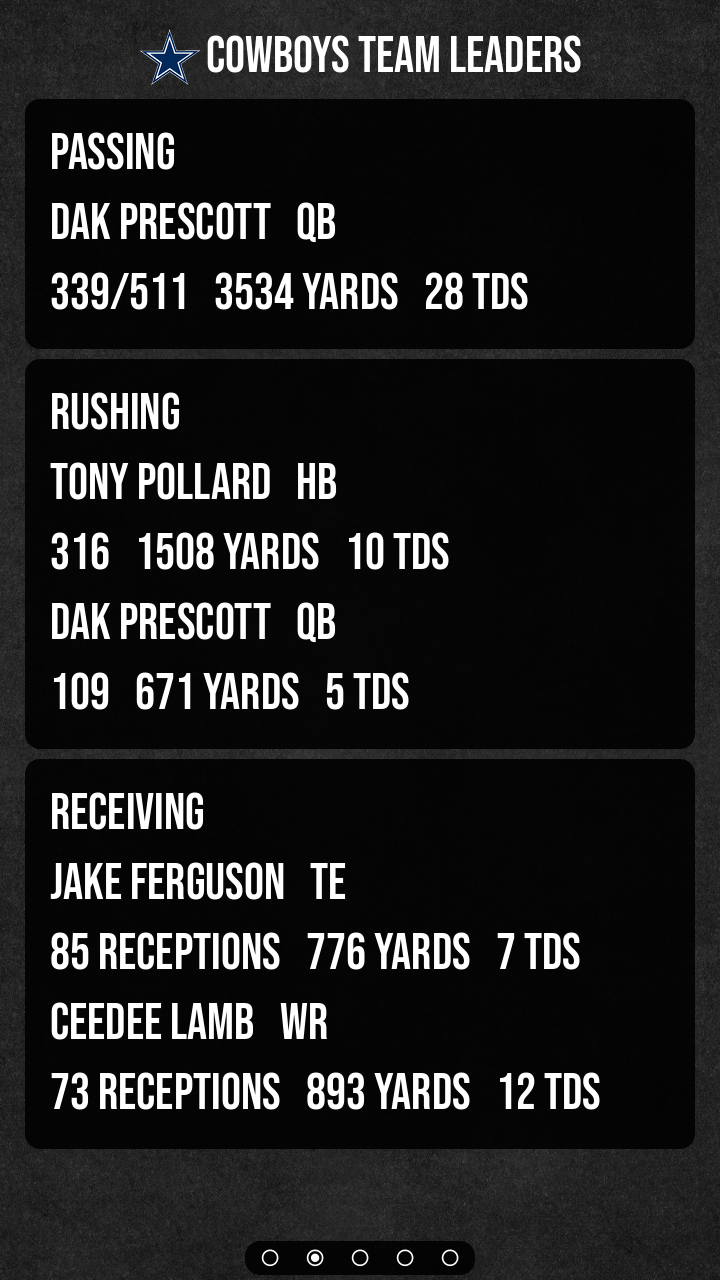 COWBOYS TEAM LEADERS
PASSING
DAK PRESCOTT QB
339/511 3534 YARDS 28 TDS
RUSHING
TONY POLLARD HB
316 1508 YARDS 10 TDS
DAK PRESCOTT QB
109 671 YARDS 5 TDS
RECEIVING
JAKE FERGUSON TE
85 RECEPTIONS 776 YARDS 7 TDS
CEEDEE LAMB WR
73 RECEPTIONS 893 YARDS 12 TDS